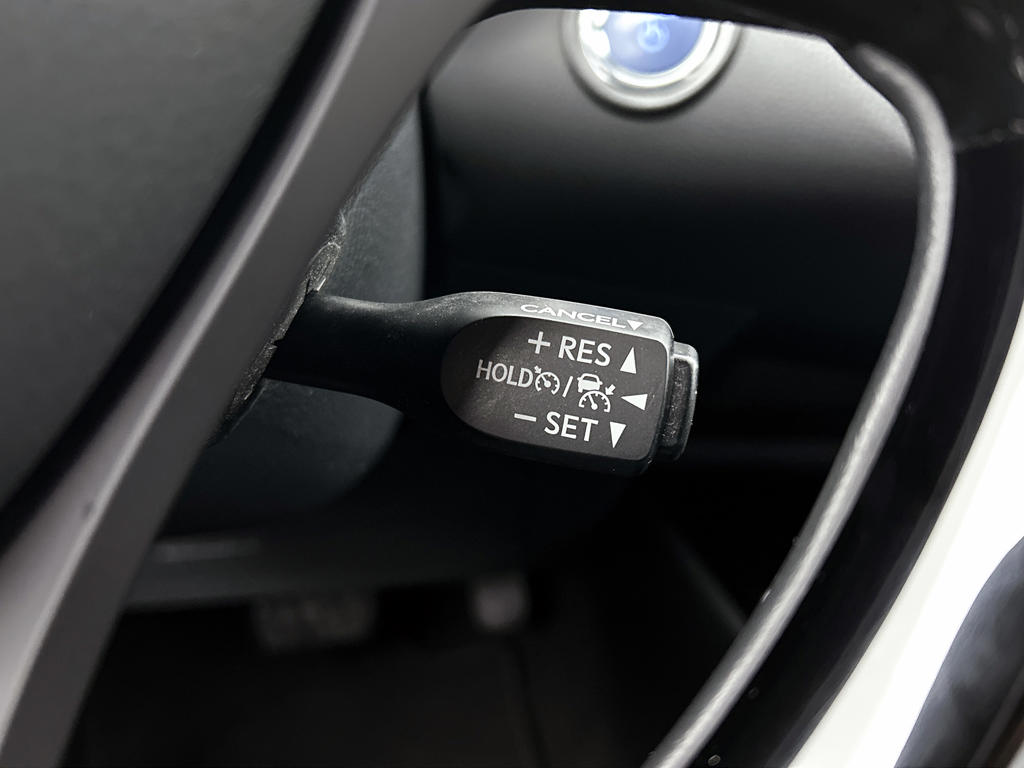 CANCEL▼
+ RES ▲
HOLD / ◀
− SET ▼